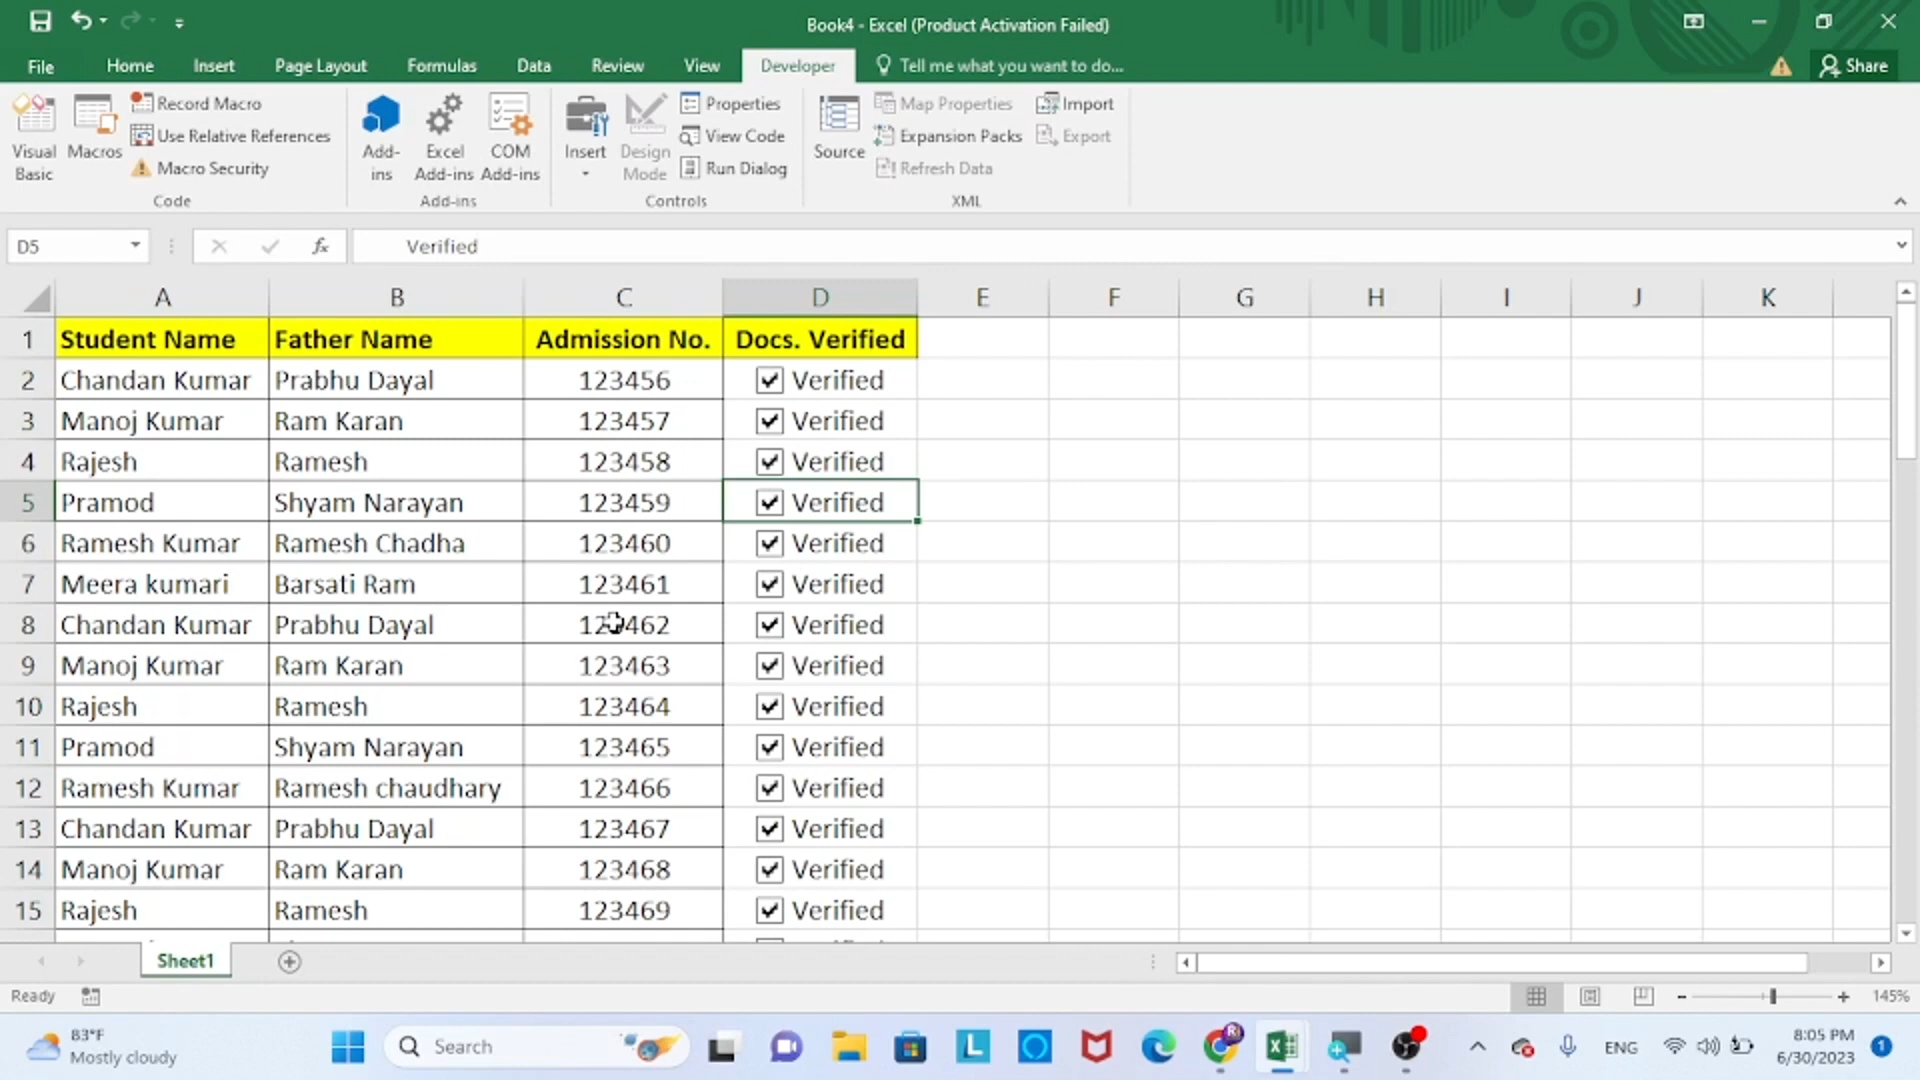 Book4 - Excel (Product Activation Failed)
File Home Insert Page Layout Formulas Data Review View Developer Tell me what you want to do... Share
Visual Basic
Macros
Record Macro
Use Relative References
Macro Security
Code
Add-ins
Excel Add-ins
COM Add-ins
Add-ins
Insert
Design Mode
Properties
View Code
Run Dialog
Controls
Source
Map Properties
Expansion Packs
Refresh Data
Import
Export
XML
D5 fx Verified
A B C D E F G H I J K
1 Student Name Father Name Admission No. Docs. Verified
2 Chandan Kumar Prabhu Dayal 123456 Verified
3 Manoj Kumar Ram Karan 123457 Verified
4 Rajesh Ramesh 123458 Verified
5 Pramod Shyam Narayan 123459 Verified
6 Ramesh Kumar Ramesh Chadha 123460 Verified
7 Meera kumari Barsati Ram 123461 Verified
8 Chandan Kumar Prabhu Dayal 123462 Verified
9 Manoj Kumar Ram Karan 123463 Verified
10 Rajesh Ramesh 123464 Verified
11 Pramod Shyam Narayan 123465 Verified
12 Ramesh Kumar Ramesh chaudhary 123466 Verified
13 Chandan Kumar Prabhu Dayal 123467 Verified
14 Manoj Kumar Ram Karan 123468 Verified
15 Rajesh Ramesh 123469 Verified
Sheet1
Ready 145%
83°F
Mostly cloudy
Search
ENG
8:05 PM
6/30/2023
1